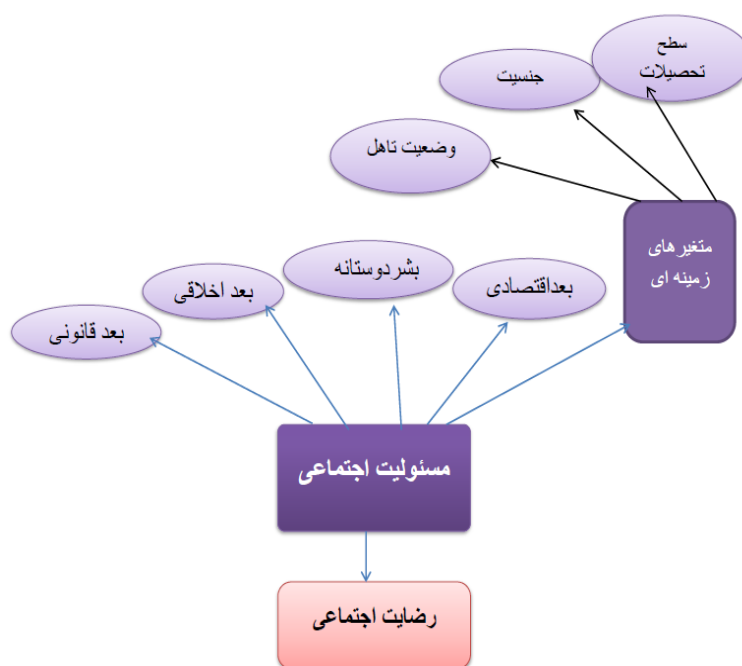 سطح
تحصیلات
جنسیت
وضعیت تاهل
متغیرهای
زمینه ای
بشردوستانه
بعداقتصادی
بعد اخلاقی
بعد قانونی
مسئولیت اجتماعی
رضایت اجتماعی